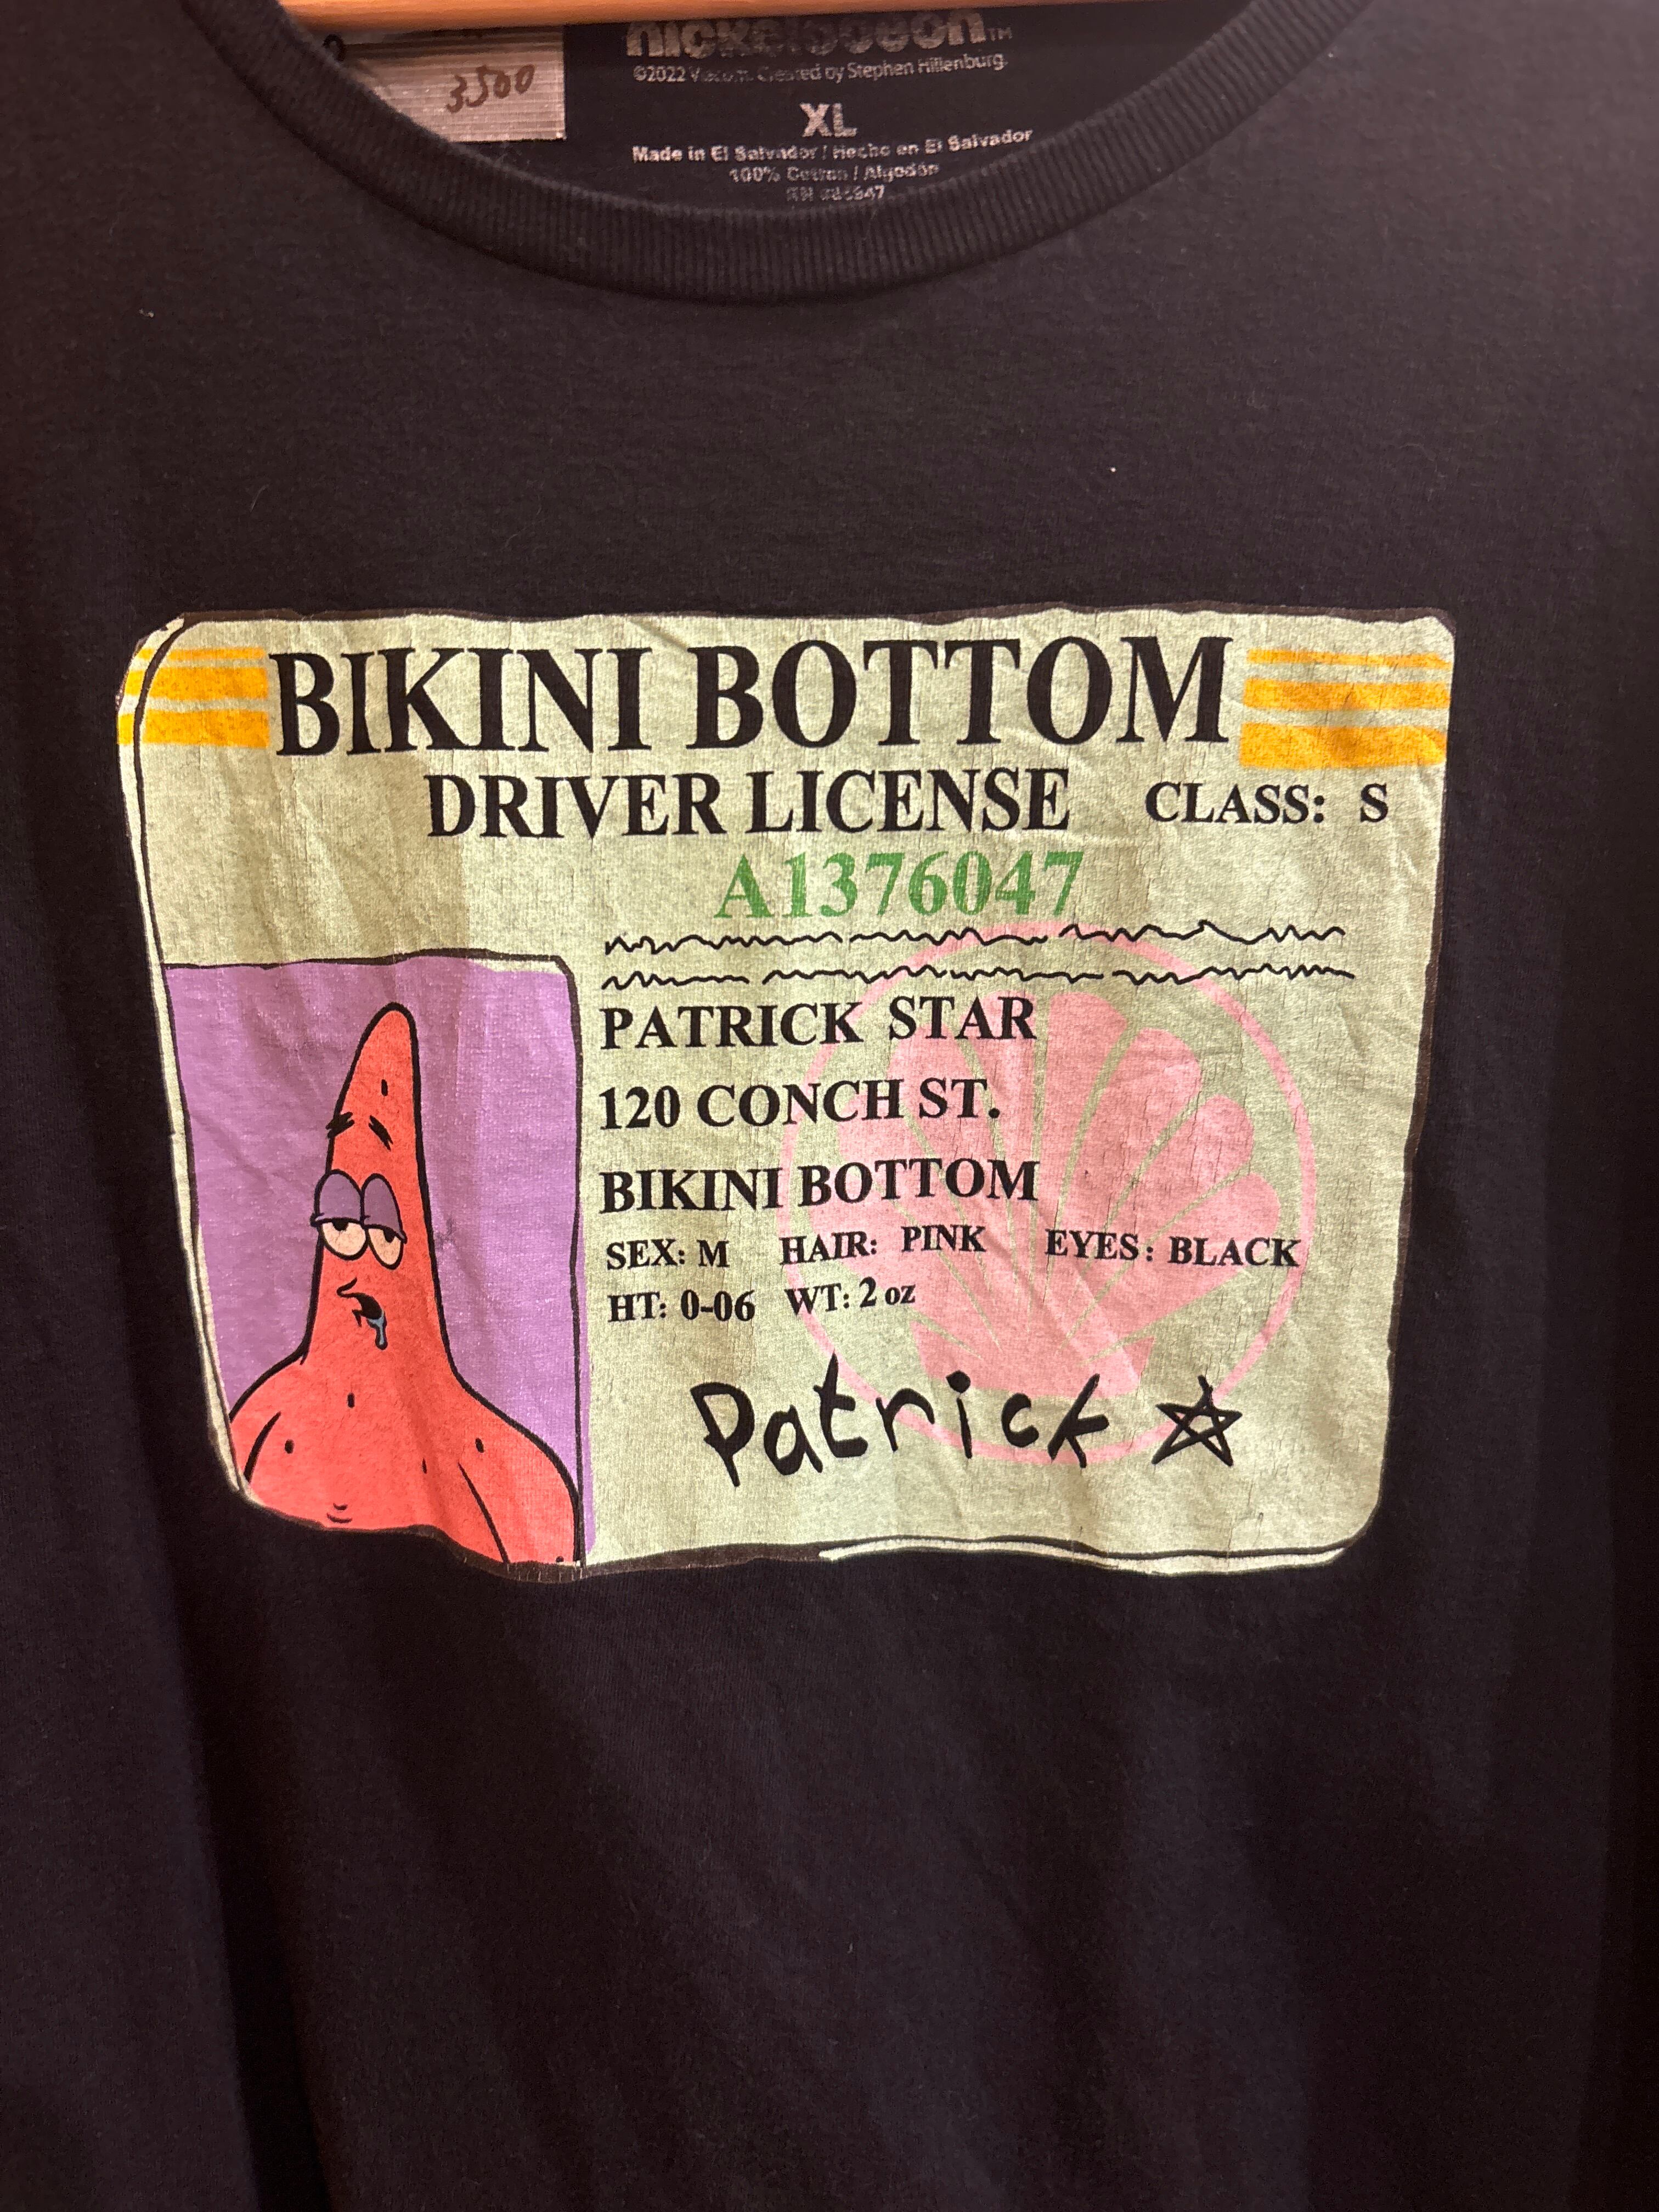 3500
nickelodeon™
©2022 Viacom. Created by Stephen Hillenburg.
XL
Made in El Salvador / Hecho en El Salvador
100% Cotton / Algodón
BIKINI BOTTOM
DRIVER LICENSE CLASS: S
A1376047
PATRICK STAR
120 CONCH ST.
BIKINI BOTTOM
SEX: M HAIR: PINK EYES: BLACK
HT: 0-06 WT: 2 oz
Patrick